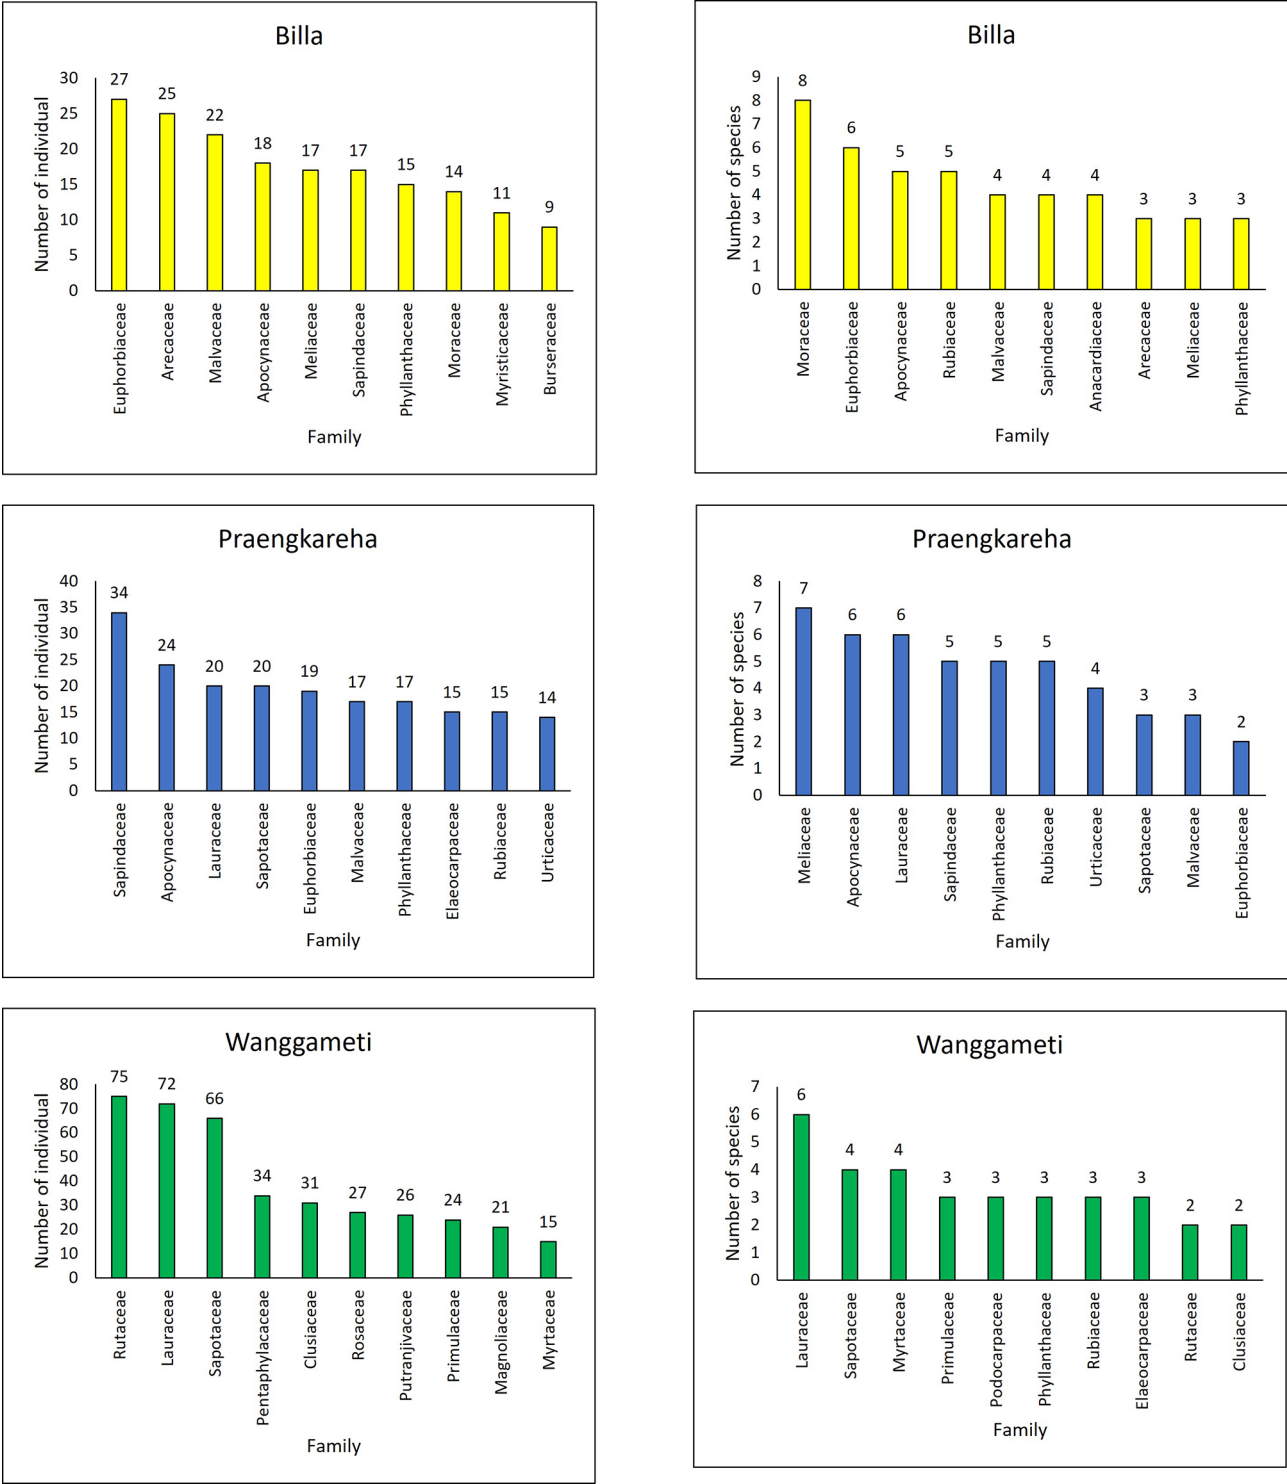 Billa
Number of individual
30
25
20
15
10
5
0
27
25
22
18
17
17
15
14
11
9
Euphorbiaceae
Arecaceae
Malvaceae
Apocynaceae
Meliaceae
Sapindaceae
Phyllanthaceae
Moraceae
Myristicaceae
Burseraceae
Family
Billa
Number of species
9
8
7
6
5
4
3
2
1
0
8
6
5
5
4
4
4
3
3
3
Moraceae
Euphorbiaceae
Apocynaceae
Rubiaceae
Malvaceae
Sapindaceae
Anacardiaceae
Arecaceae
Meliaceae
Phyllanthaceae
Family
Praengkareha
Number of individual
40
35
30
25
20
15
10
5
0
34
24
20
20
19
17
17
15
15
14
Sapindaceae
Apocynaceae
Lauraceae
Sapotaceae
Euphorbiaceae
Malvaceae
Phyllanthaceae
Elaeocarpaceae
Rubiaceae
Urticaceae
Family
Praengkareha
Number of species
8
7
6
5
4
3
2
1
0
7
6
6
5
5
5
4
3
3
2
Meliaceae
Apocynaceae
Lauraceae
Sapindaceae
Phyllanthaceae
Rubiaceae
Urticaceae
Sapotaceae
Malvaceae
Euphorbiaceae
Family
Wanggameti
Number of individual
80
70
60
50
40
30
20
10
0
75
72
66
34
31
27
26
24
21
15
Rutaceae
Lauraceae
Sapotaceae
Pentaphylacaceae
Clusiaceae
Rosaceae
Putranjivaceae
Primulaceae
Magnoliaceae
Myrtaceae
Family
Wanggameti
Number of species
7
6
5
4
3
2
1
0
6
4
4
3
3
3
3
3
2
2
Lauraceae
Sapotaceae
Myrtaceae
Primulaceae
Podocarpaceae
Phyllanthaceae
Rubiaceae
Elaeocarpaceae
Rutaceae
Clusiaceae
Family